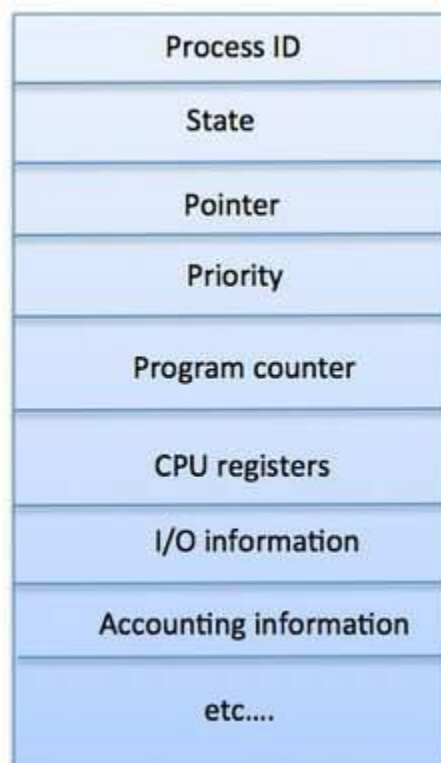 Process ID
State
Pointer
Priority
Program counter
CPU registers
I/O information
Accounting information
etc....